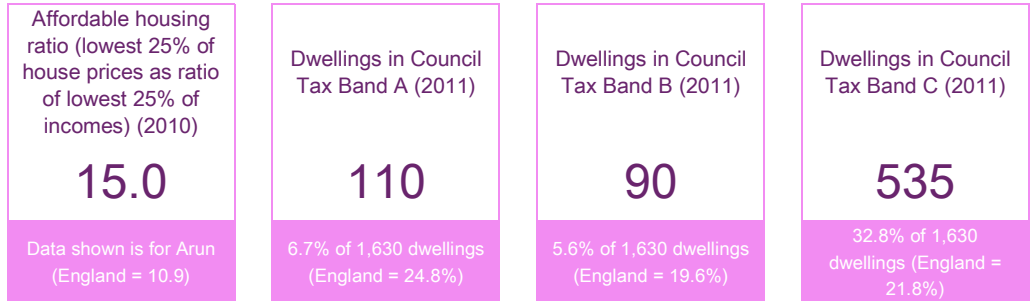 Affordable housing
ratio (lowest 25% of
house prices as ratio
of lowest 25% of
incomes) (2010)
15.0
Data shown is for Arun
(England = 10.9)
Dwellings in Council
Tax Band A (2011)
110
6.7% of 1,630 dwellings
(England = 24.8%)
Dwellings in Council
Tax Band B (2011)
90
5.6% of 1,630 dwellings
(England = 19.6%)
Dwellings in Council
Tax Band C (2011)
535
32.8% of 1,630
dwellings (England =
21.8%)